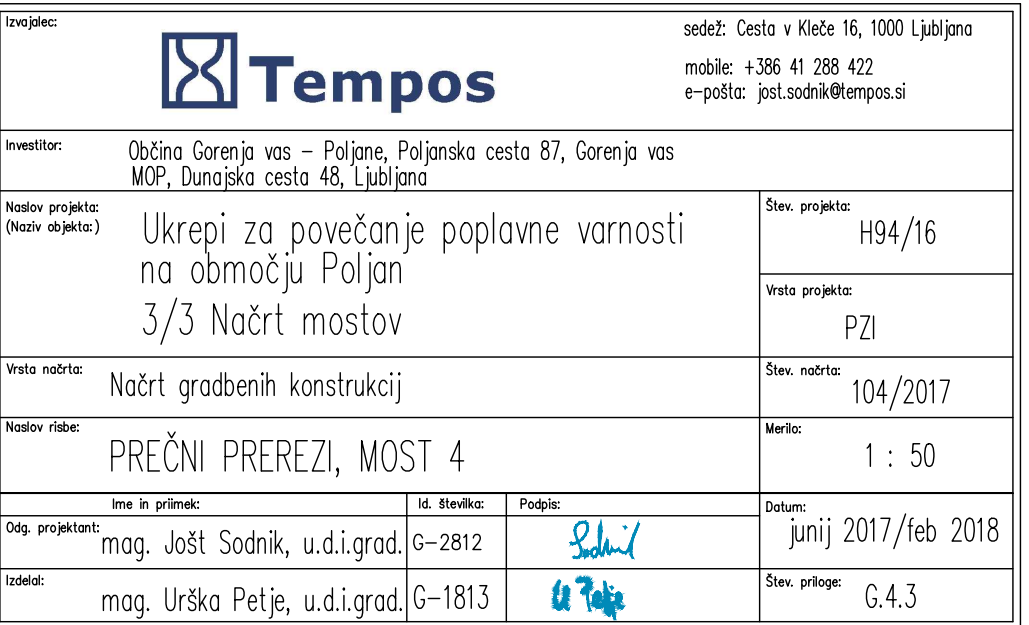 Izvajalec:
Tempos
sedež: Cesta v Kleče 16, 1000 Ljubljana
mobile: +386 41 288 422
e-pošta: jost.sodnik@tempos.si
Investitor:
Občina Gorenja vas – Poljane, Poljanska cesta 87, Gorenja vas
MOP, Dunajska cesta 48, Ljubljana
Naslov projekta:
(Naziv objekta:)
Ukrepi za povečanje poplavne varnosti
na območju Poljan
3/3 Načrt mostov
Štev. projekta:
H94/16
Vrsta projekta:
PZI
Vrsta načrta:
Načrt gradbenih konstrukcij
Štev. načrta:
104/2017
Naslov risbe:
PREČNI PREREZI, MOST 4
Merilo:
1 : 50
Ime in priimek:
Id. številka:
Podpis:
Datum:
junij 2017/feb 2018
Odg. projektant:
mag. Jošt Sodnik, u.d.i.grad.
G-2812
Sodnik
Izdelal:
mag. Urška Petje, u.d.i.grad.
G-1813
U Petje
Štev. priloge:
G.4.3